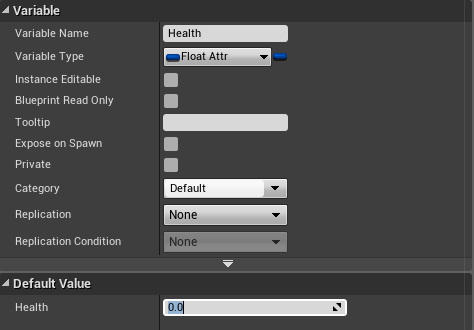 Variable
Variable Name Health
Variable Type Float Attr
Instance Editable
Blueprint Read Only
Tooltip
Expose on Spawn
Private
Category Default
Replication None
Replication Condition None
Default Value
Health 0.0